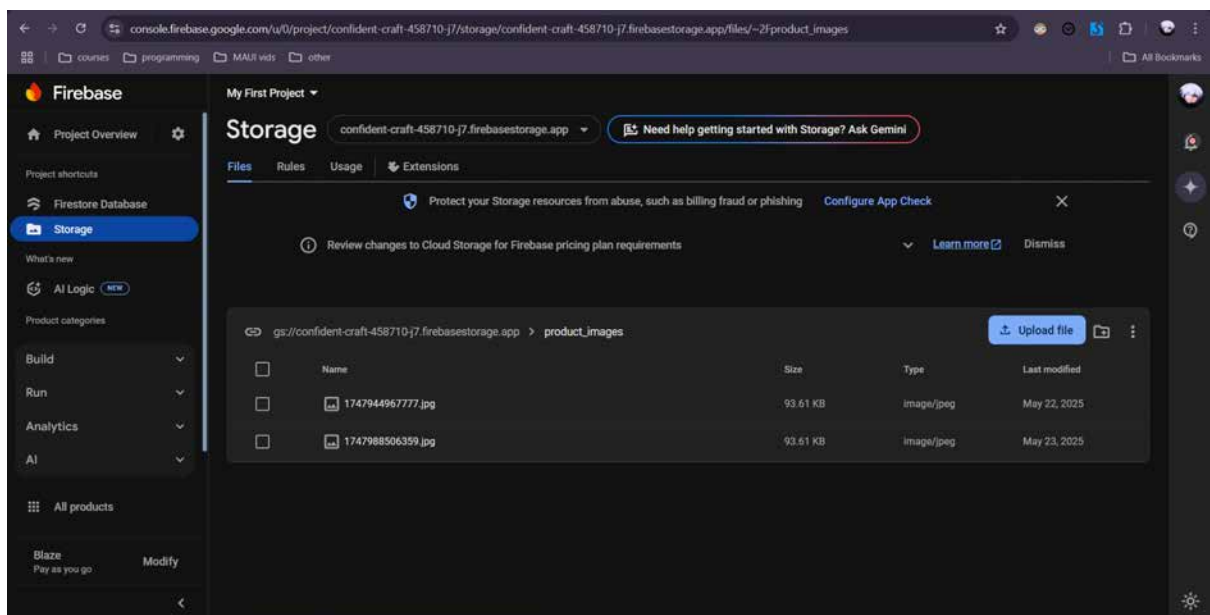 console.firebase.google.com/u/0/project/confident-craft-458710-j7/storage/confident-craft-458710-j7.firebasestorage.app/files/~2Fproduct_images
courses programming MAUI vids other All Bookmarks
Firebase
Project Overview
Project shortcuts
Firestore Database
Storage
What's new
AI Logic NEW
Product categories
Build
Run
Analytics
AI
All products
Blaze
Pay as you go
Modify
My First Project
Storage confident-craft-458710-j7.firebasestorage.app Need help getting started with Storage? Ask Gemini
Files Rules Usage Extensions
Protect your Storage resources from abuse, such as billing fraud or phishing Configure App Check
Review changes to Cloud Storage for Firebase pricing plan requirements Learn more Dismiss
gs://confident-craft-458710-j7.firebasestorage.app > product_images Upload file
Name Size Type Last modified
1747944967777.jpg 93.61 KB image/jpeg May 22, 2025
1747988506359.jpg 93.61 KB image/jpeg May 23, 2025